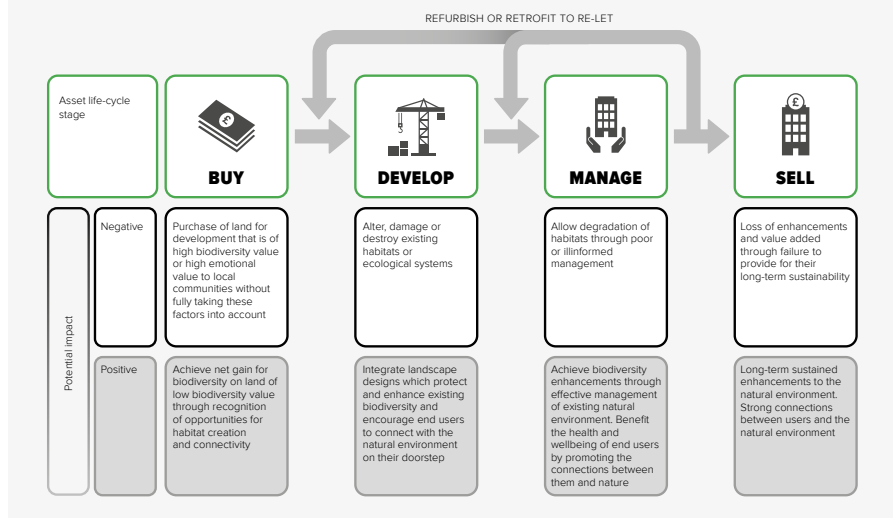 REFURBISH OR RETROFIT TO RE-LET
Asset life-cycle
stage
£
BUY
DEVELOP
MANAGE
£
SELL
Potential impact
Negative
Purchase of land for
development that is of
high biodiversity value
or high emotional
value to local
communities without
fully taking these
factors into account
Alter, damage or
destroy existing
habitats or
ecological systems
Allow degradation of
habitats through poor
or illinformed
management
Loss of enhancements
and value added
through failure to
provide for their
long-term sustainability
Positive
Achieve net gain for
biodiversity on land of
low biodiversity value
through recognition
of opportunities for
habitat creation
and connectivity
Integrate landscape
designs which protect
and enhance existing
biodiversity and
encourage end users
to connect with the
natural environment
on their doorstep
Achieve biodiversity
enhancements through
effective management
of existing natural
environment. Benefit
the health and
wellbeing of end users
by promoting the
connections between
them and nature
Long-term sustained
enhancements to the
natural environment.
Strong connections
between users and the
natural environment